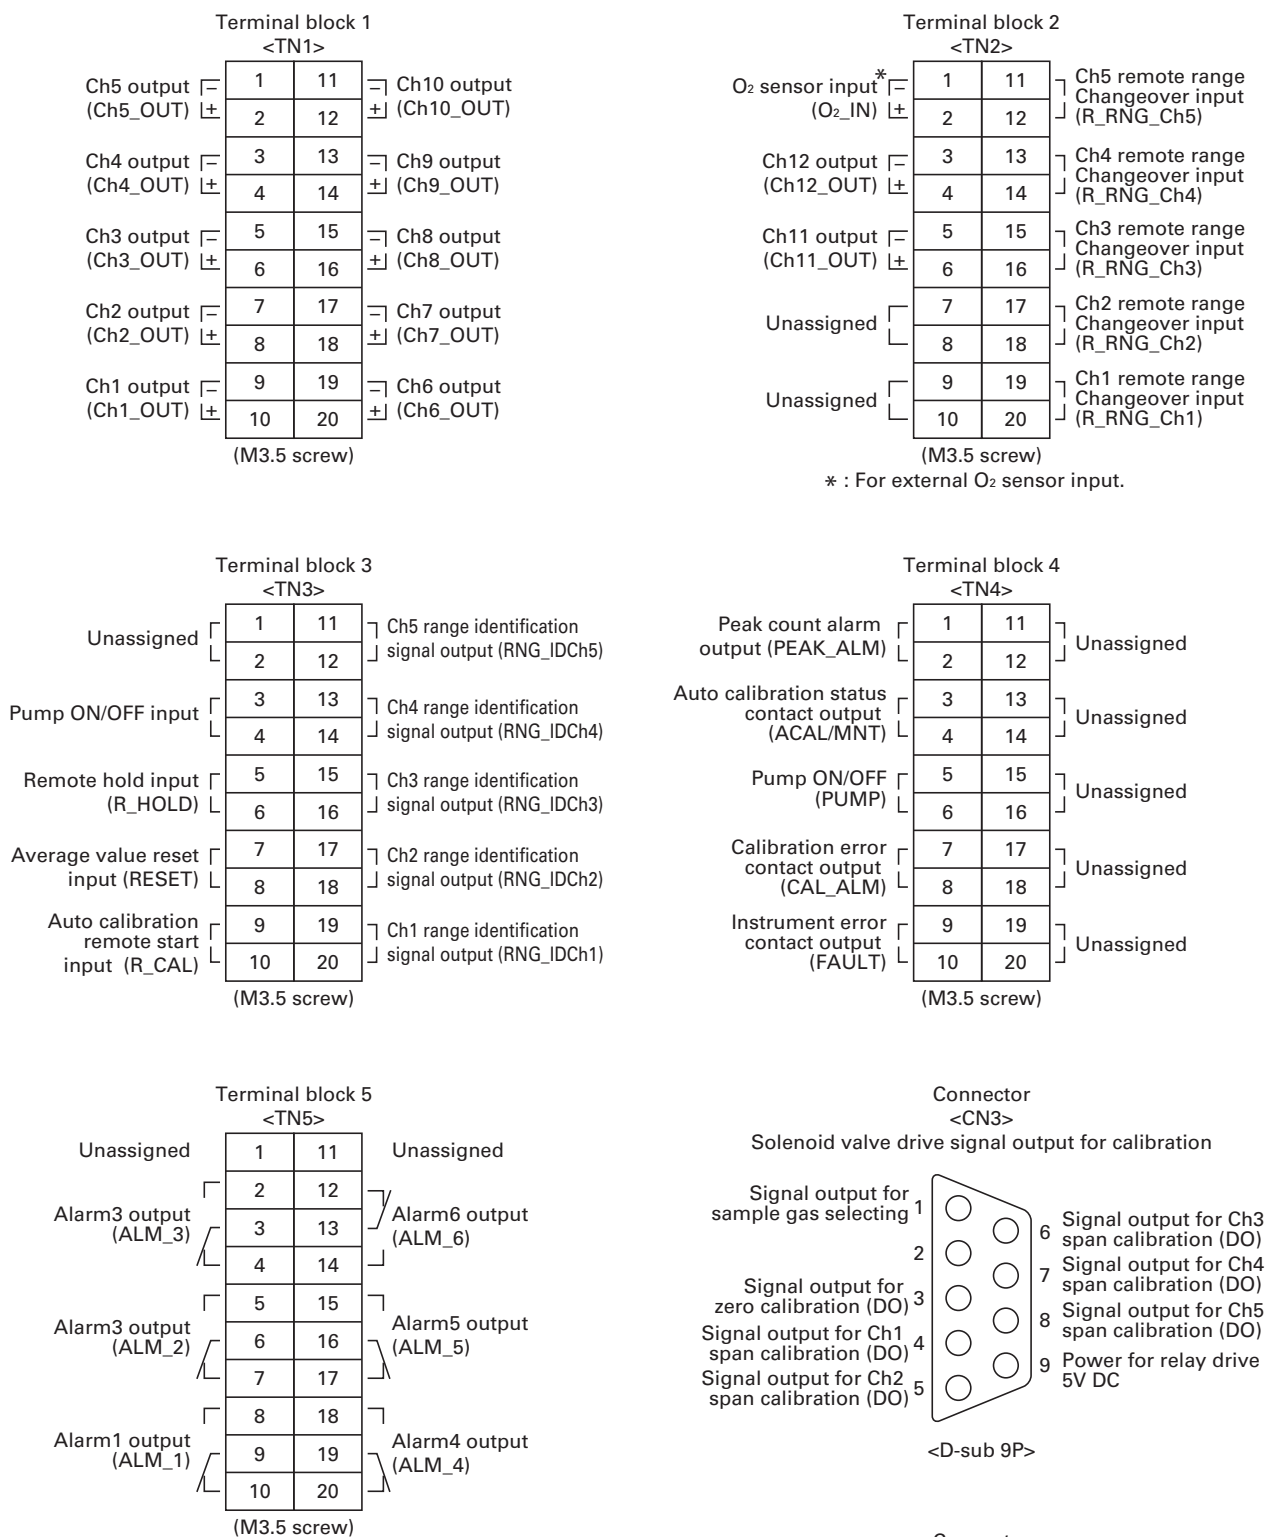 Terminal block 1
<TN1>
Ch5 output −
(Ch5_OUT) +
1 11
2 12
− Ch10 output
+ (Ch10_OUT)
Ch4 output −
(Ch4_OUT) +
3 13
4 14
− Ch9 output
+ (Ch9_OUT)
Ch3 output −
(Ch3_OUT) +
5 15
6 16
− Ch8 output
+ (Ch8_OUT)
Ch2 output −
(Ch2_OUT) +
7 17
8 18
− Ch7 output
+ (Ch7_OUT)
Ch1 output −
(Ch1_OUT) +
9 19
10 20
− Ch6 output
+ (Ch6_OUT)
(M3.5 screw)
Terminal block 2
<TN2>
O2 sensor input* −
(O2_IN) +
1 11
2 12
Ch5 remote range
Changeover input
(R_RNG_Ch5)
Ch12 output −
(Ch12_OUT) +
3 13
4 14
Ch4 remote range
Changeover input
(R_RNG_Ch4)
Ch11 output −
(Ch11_OUT) +
5 15
6 16
Ch3 remote range
Changeover input
(R_RNG_Ch3)
Unassigned
7 17
8 18
Ch2 remote range
Changeover input
(R_RNG_Ch2)
Unassigned
9 19
10 20
Ch1 remote range
Changeover input
(R_RNG_Ch1)
(M3.5 screw)
* : For external O2 sensor input.
Terminal block 3
<TN3>
Unassigned
1 11
2 12
Ch5 range identification
signal output (RNG_IDCh5)
Pump ON/OFF input
3 13
4 14
Ch4 range identification
signal output (RNG_IDCh4)
Remote hold input
(R_HOLD)
5 15
6 16
Ch3 range identification
signal output (RNG_IDCh3)
Average value reset
input (RESET)
7 17
8 18
Ch2 range identification
signal output (RNG_IDCh2)
Auto calibration
remote start
input (R_CAL)
9 19
10 20
Ch1 range identification
signal output (RNG_IDCh1)
(M3.5 screw)
Terminal block 4
<TN4>
Peak count alarm
output (PEAK_ALM)
1 11
2 12
Unassigned
Auto calibration status
contact output
(ACAL/MNT)
3 13
4 14
Unassigned
Pump ON/OFF
(PUMP)
5 15
6 16
Unassigned
Calibration error
contact output
(CAL_ALM)
7 17
8 18
Unassigned
Instrument error
contact output
(FAULT)
9 19
10 20
Unassigned
(M3.5 screw)
Terminal block 5
<TN5>
Unassigned 1 11 Unassigned
2 12
3 13
4 14
Alarm3 output
(ALM_3)
Alarm6 output
(ALM_6)
5 15
6 16
7 17
Alarm3 output
(ALM_2)
Alarm5 output
(ALM_5)
8 18
9 19
10 20
Alarm1 output
(ALM_1)
Alarm4 output
(ALM_4)
(M3.5 screw)
Connector
<CN3>
Solenoid valve drive signal output for calibration
Signal output for
sample gas selecting 1
2
Signal output for
zero calibration (DO) 3
Signal output for Ch1
span calibration (DO) 4
Signal output for Ch2
span calibration (DO) 5
6 Signal output for Ch3
span calibration (DO)
7 Signal output for Ch4
span calibration (DO)
8 Signal output for Ch5
span calibration (DO)
9 Power for relay drive
5V DC
<D-sub 9P>